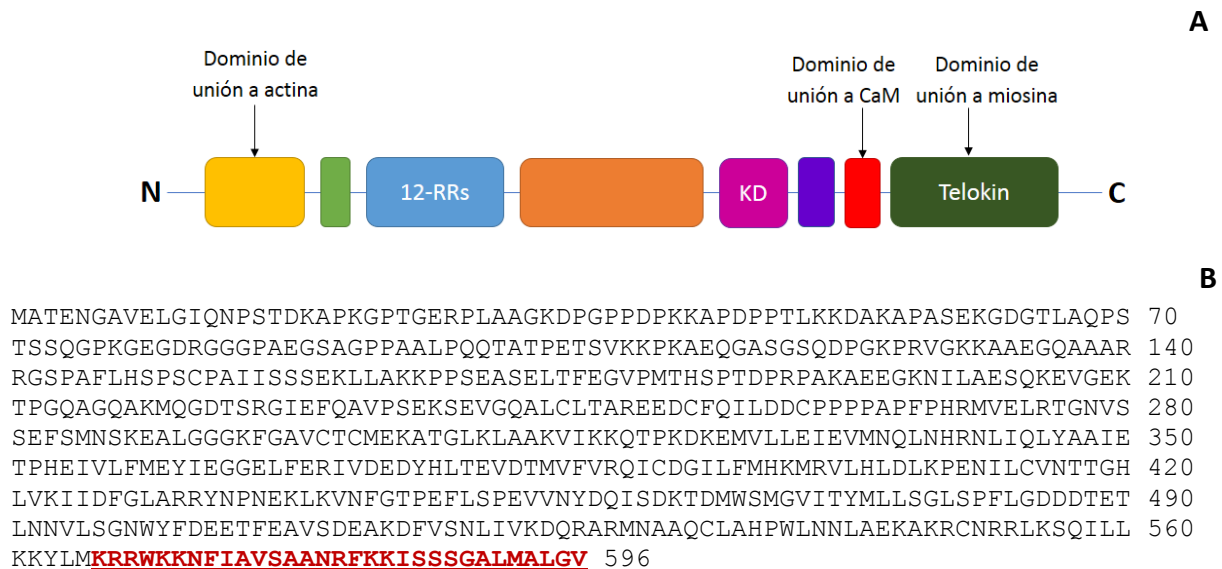 A
Dominio de
unión a actina
Dominio de
unión a CaM
Dominio de
unión a miosina
N
12-RRs
KD
Telokin
C
B
MATENGAVELGIQNPSTDKAPKGPTGERPLAAGKDPGPPDPKKAPDPPTLKKDAKAPASEKGDGTLAQPS 70
TSSQGPKGEGDRGGGPAEGSAGPPAALPQQTATPETSVKKPKAEQGASGSQDPGKPRVGKKAAEGQAAAR 140
RGSPAFLHSPSCPAIISSSEKLLAKKPPSEASELTFEGVPMTHSPTDPRPAKAEEGKNILAESQKEVGEK 210
TPGQAGQAKMQGDTSRGIEFQAVPSEKSEVGQALCLTAREEDCFQILDDCPPPPAPFPHRMVELRTGNVS 280
SEFSMNSKEALGGGKFGAVCTCMEKATGLKLAAKVIKKQTPKDKEMVLLEIEVMNQLNHRNLIQLYAAIE 350
TPHEIVLFMEYIEGGELFERIVDEDYHLTEVDTMVFVRQICDGILFMHKMRVLHLDLKPENILCVNTTGH 420
LVKIIDFGLARRYNPNEKLKVNFGTPEFLSPEVVNYDQISDKTDMWSMGVITYMLLSGLSPFLGDDDTET 490
LNNVLSGNWYFDEETFEAVSDEAKDFVSNLIVKDQRARMNAAQCLAHPWLNNLAEKAKRCNRRLKSQILL 560
KKYLMKRRWKKNFIAVSAANRFKKISSSGALMALGV 596